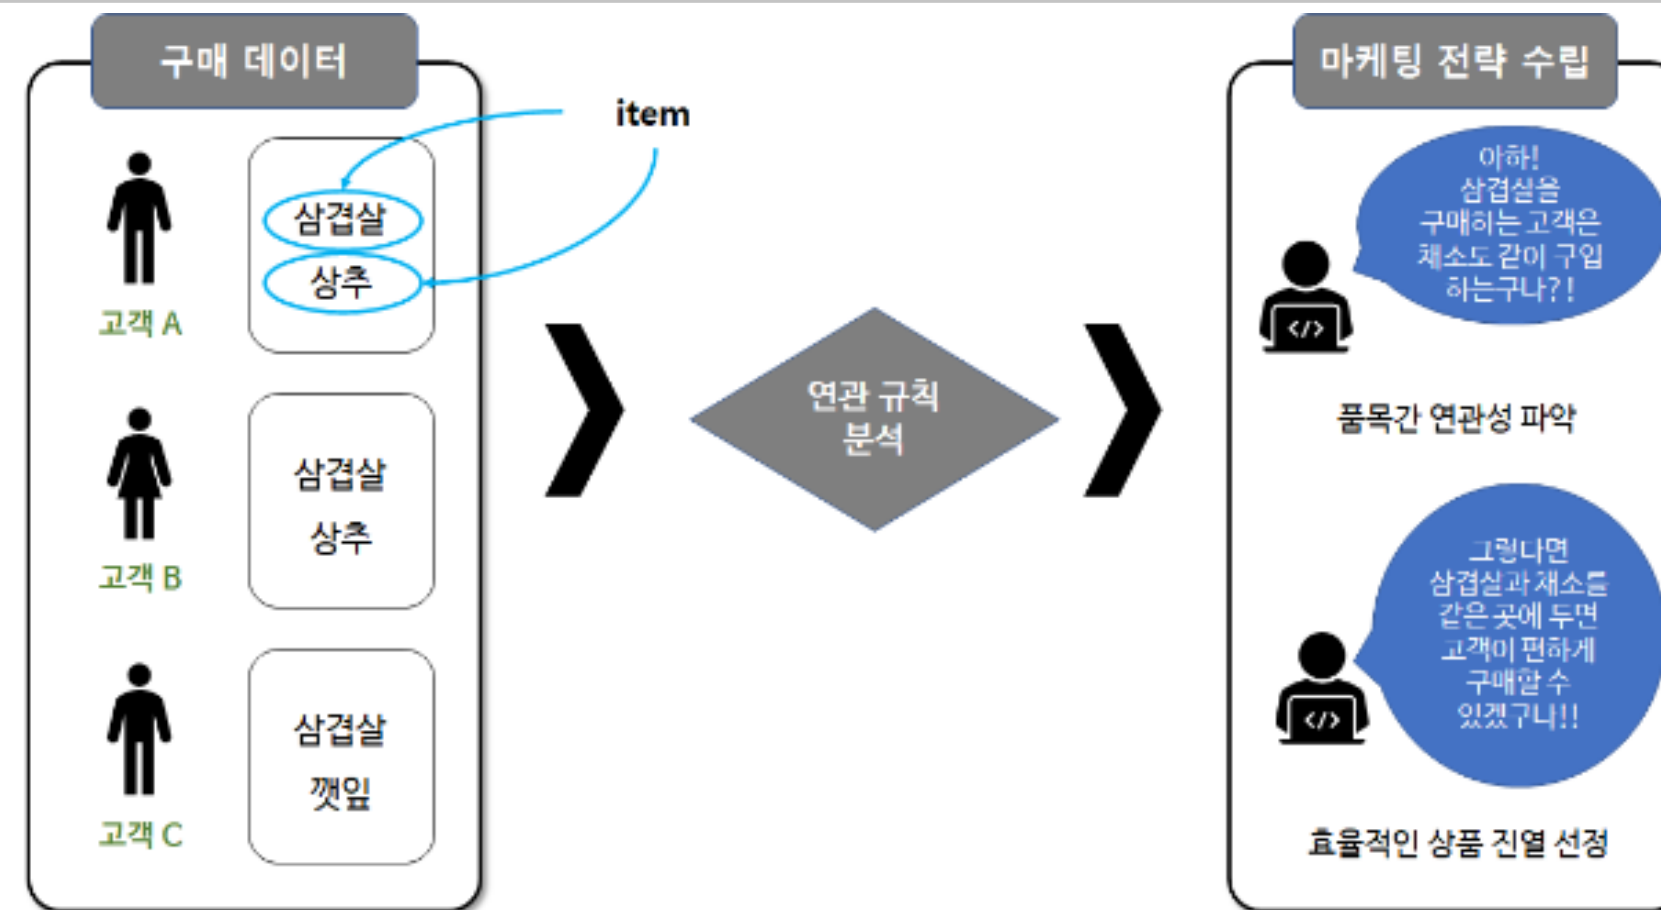 구매 데이터
item
삼겹살
상추
고객 A
삼겹살
상추
고객 B
삼겹살
깻잎
고객 C
연관 규칙
분석
마케팅 전략 수립
아하!
삼겹살을
구매하는 고객은
채소도 같이 구입
하는구나?!
</>
품목간 연관성 파악
그렇다면
삼겹살과 채소를
같은 곳에 두면
고객이 편하게
구매할 수
있겠구나!!
</>
효율적인 상품 진열 선정